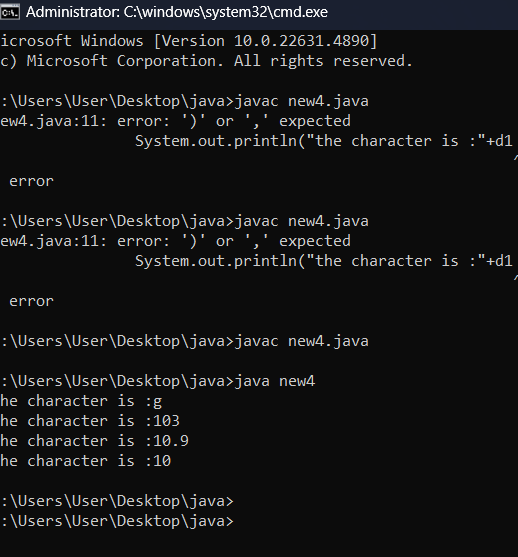 Administrator: C:\windows\system32\cmd.exe
icrosoft Windows [Version 10.0.22631.4890]
c) Microsoft Corporation. All rights reserved.
:\Users\User\Desktop\java>javac new4.java
ew4.java:11: error: ')' or ',' expected
System.out.println("the character is :"+d1
^
error
:\Users\User\Desktop\java>javac new4.java
ew4.java:11: error: ')' or ',' expected
System.out.println("the character is :"+d1
^
error
:\Users\User\Desktop\java>javac new4.java
:\Users\User\Desktop\java>java new4
he character is :g
he character is :103
he character is :10.9
he character is :10
:\Users\User\Desktop\java>
:\Users\User\Desktop\java>